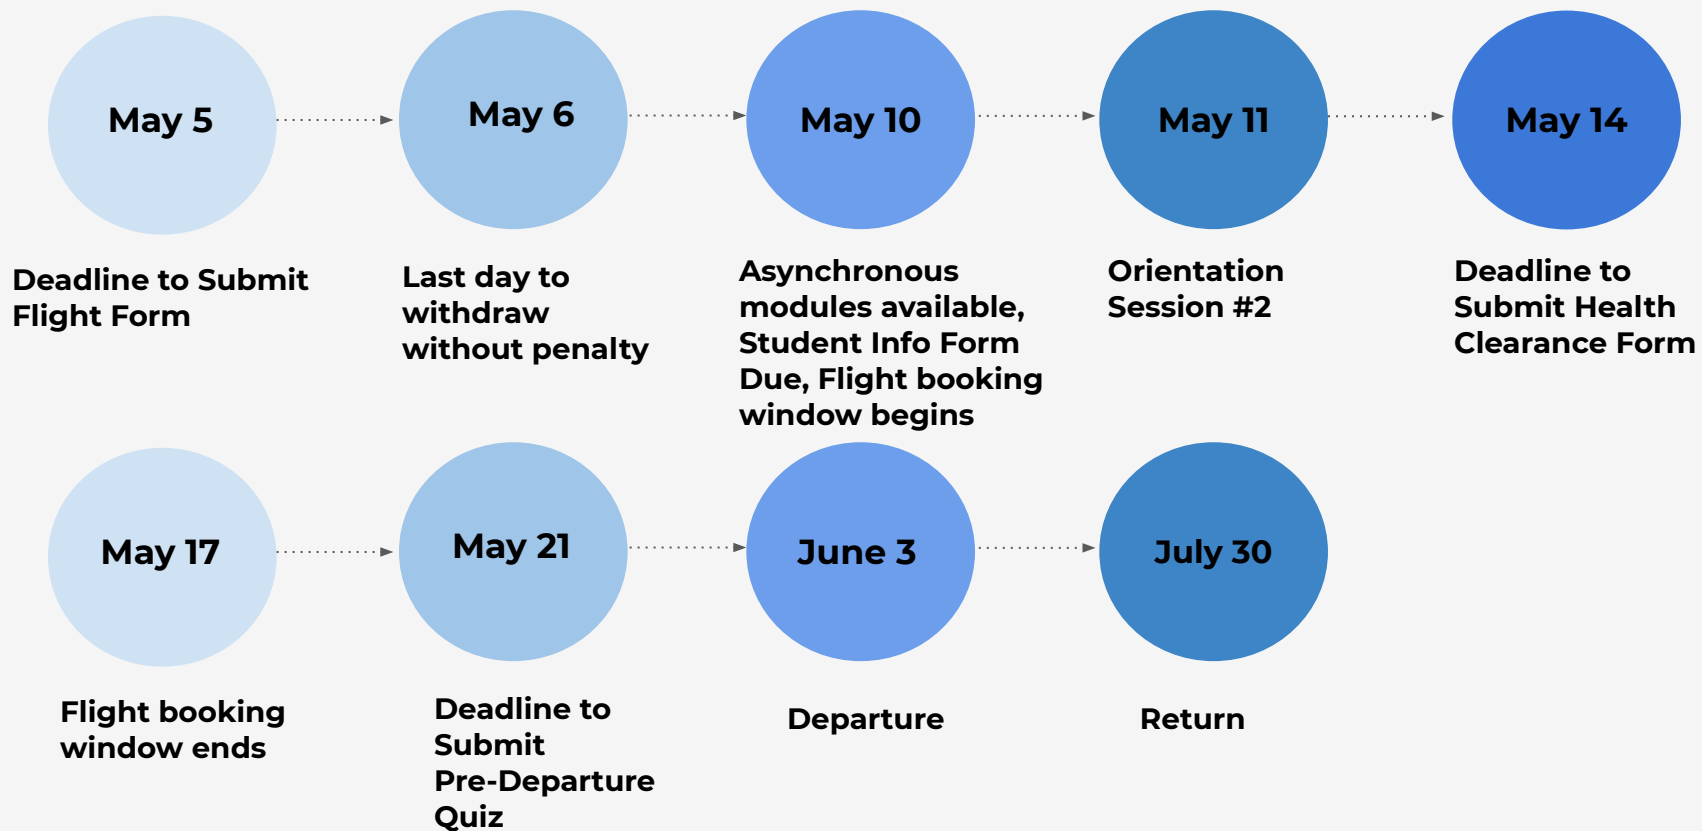 May 5
May 6
May 10
May 11
May 14
Deadline to Submit
Flight Form
Last day to
withdraw
without penalty
Asynchronous
modules available,
Student Info Form
Due, Flight booking
window begins
Orientation
Session #2
Deadline to
Submit Health
Clearance Form
May 17
May 21
June 3
July 30
Flight booking
window ends
Deadline to
Submit
Pre-Departure
Quiz
Departure
Return